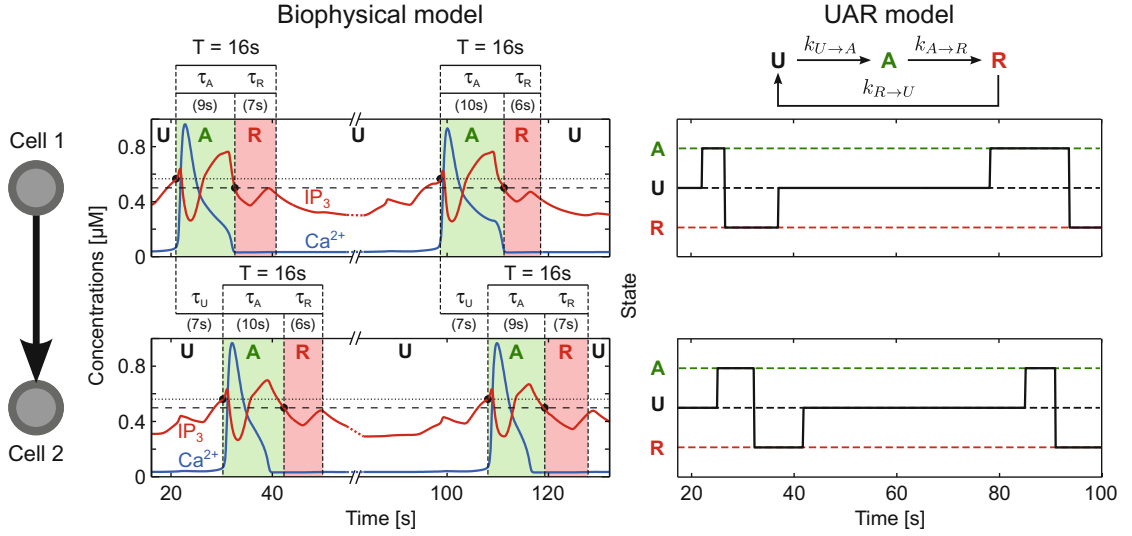 Biophysical model
UAR model
T = 16s
T = 16s
τA
τR
τA
τR
(9s)
(7s)
(10s)
(6s)
U
kU→A
A
kA→R
R
kR→U
Cell 1
Cell 2
Concentrations [µM]
0.8
0.4
0
U
A
R
U
A
R
U
IP3
Ca2+
T = 16s
T = 16s
τU
τA
τR
τU
τA
τR
(7s)
(10s)
(6s)
(7s)
(9s)
(7s)
0.8
0.4
0
U
A
R
U
A
R
U
IP3
Ca2+
20
40
100
120
Time [s]
State
A
U
R
A
U
R
20
40
60
80
100
Time [s]